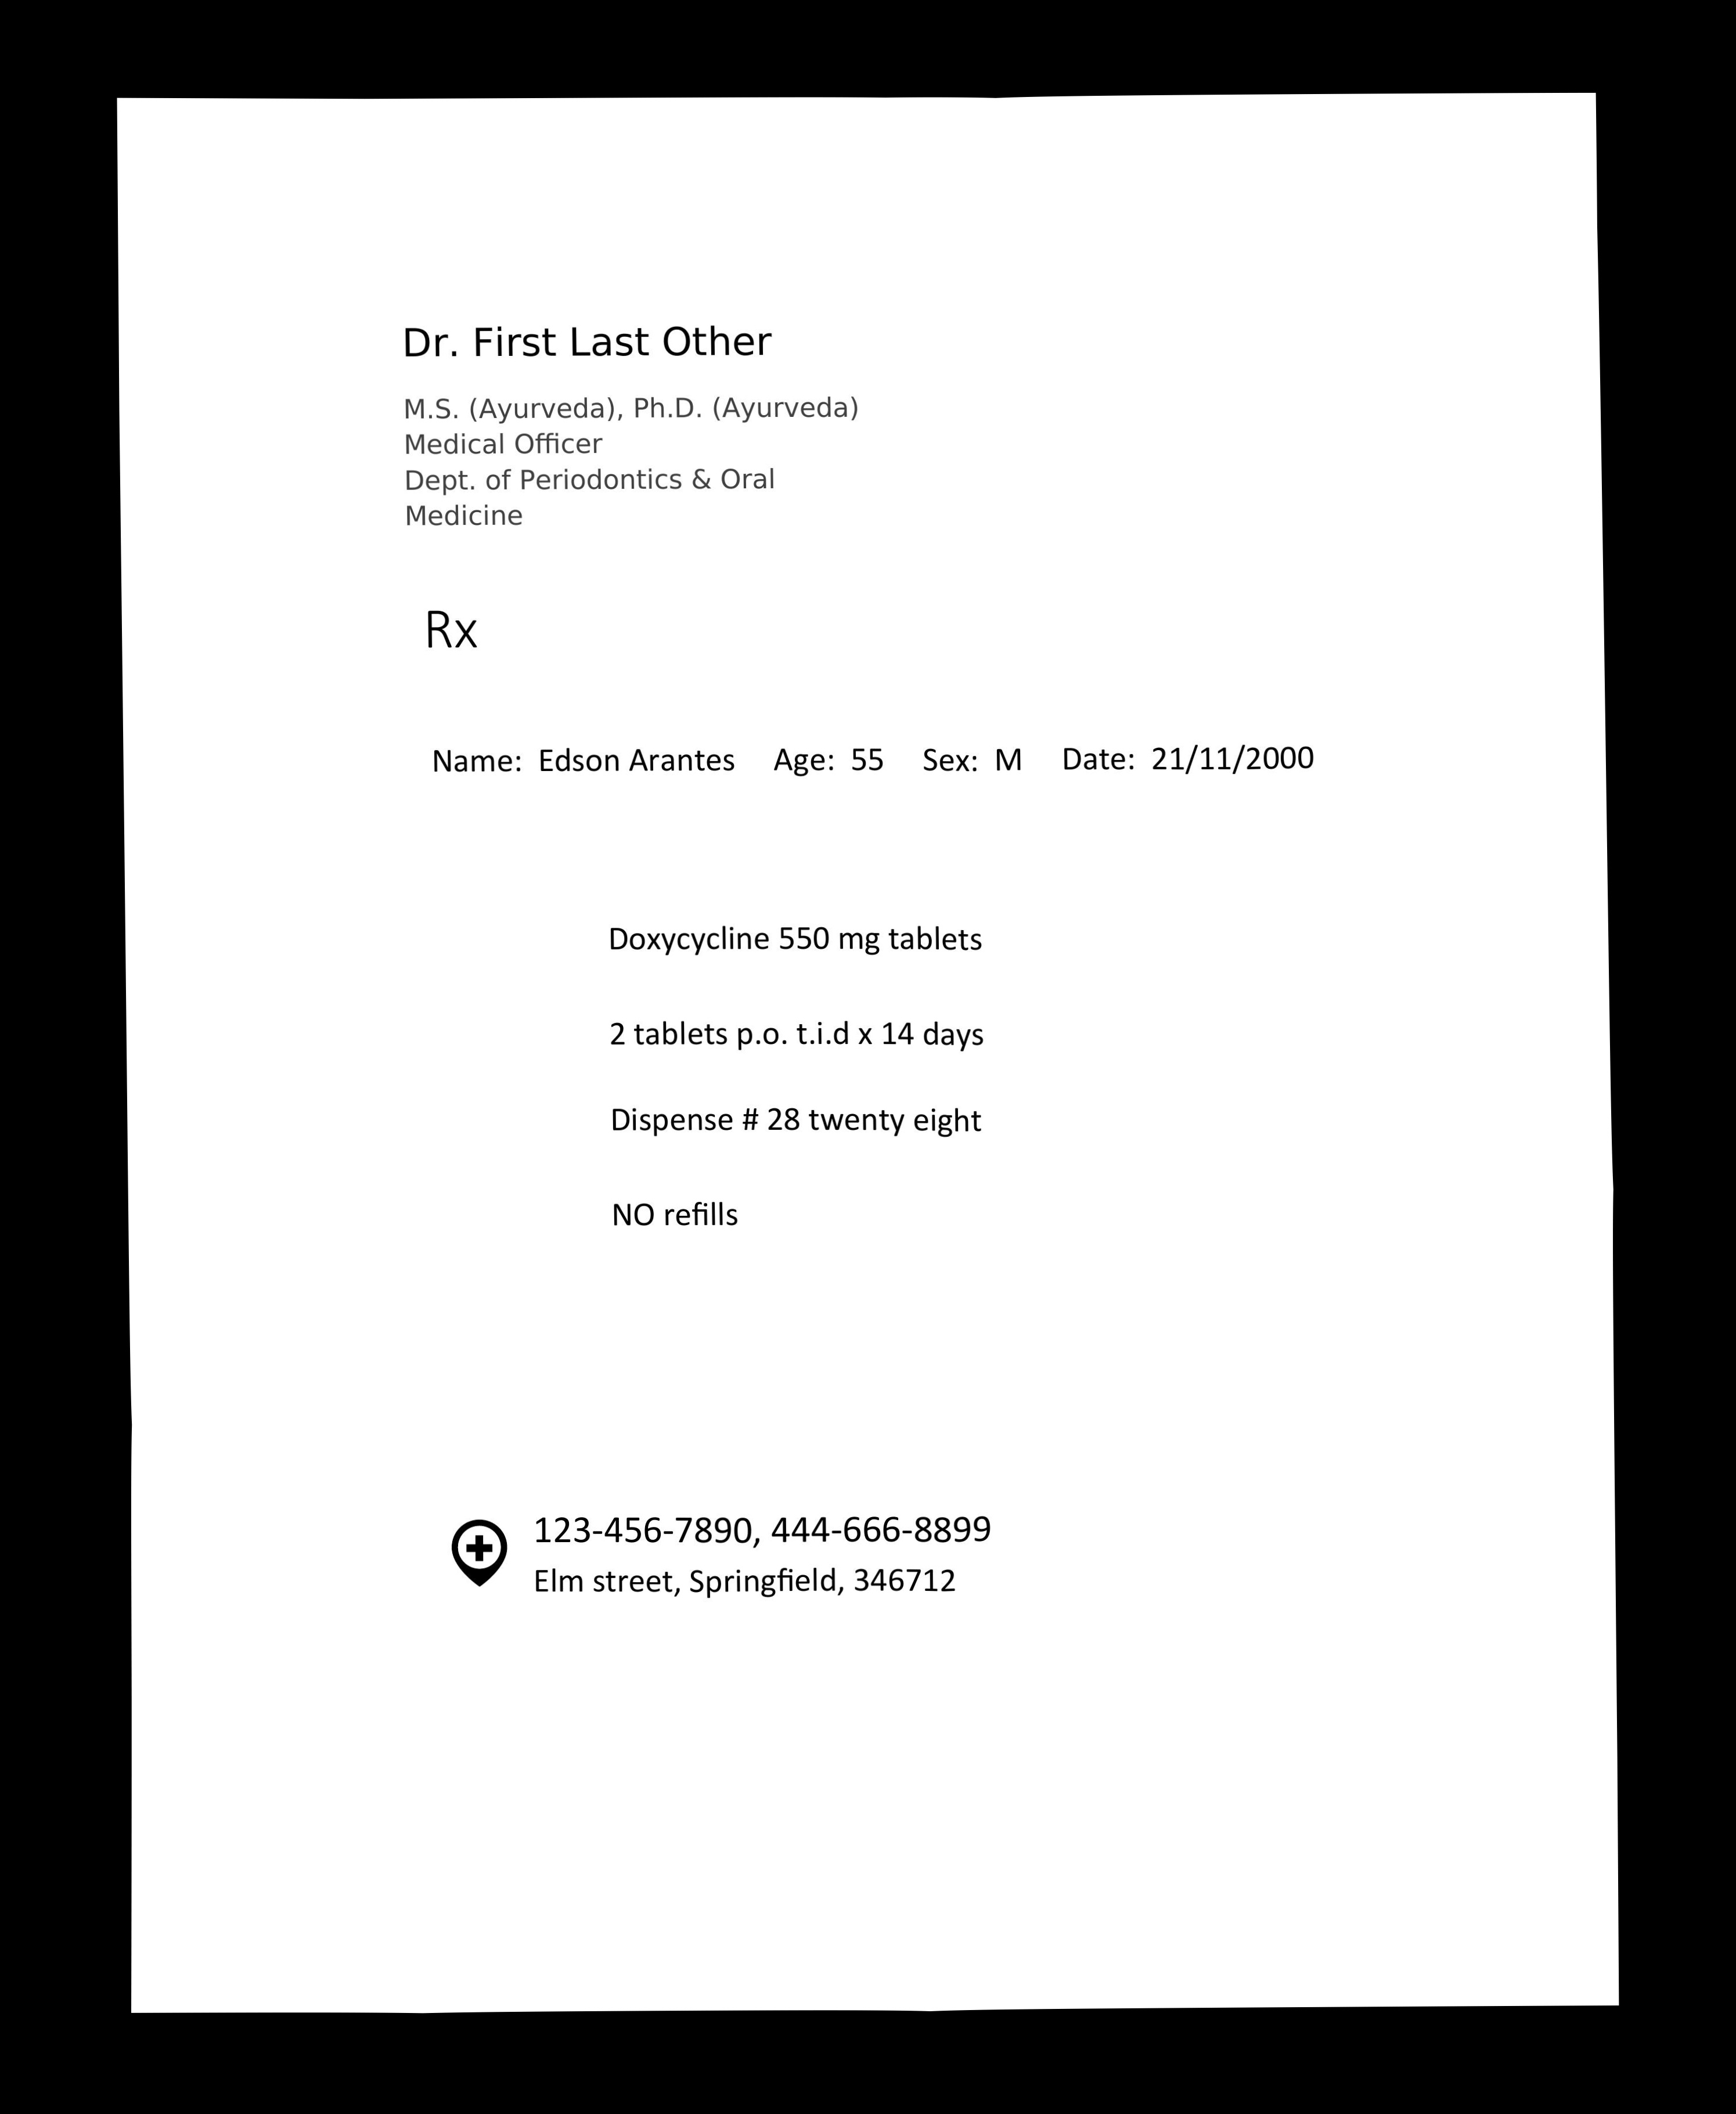 Dr. First Last Other
M.S. (Ayurveda), Ph.D. (Ayurveda)
Medical Officer
Dept. of Periodontics & Oral
Medicine
Rx
Name: Edson Arantes Age: 55 Sex: M Date: 21/11/2000
Doxycycline 550 mg tablets
2 tablets p.o. t.i.d x 14 days
Dispense # 28 twenty eight
NO refills
123-456-7890, 444-666-8899
Elm street, Springfield, 346712